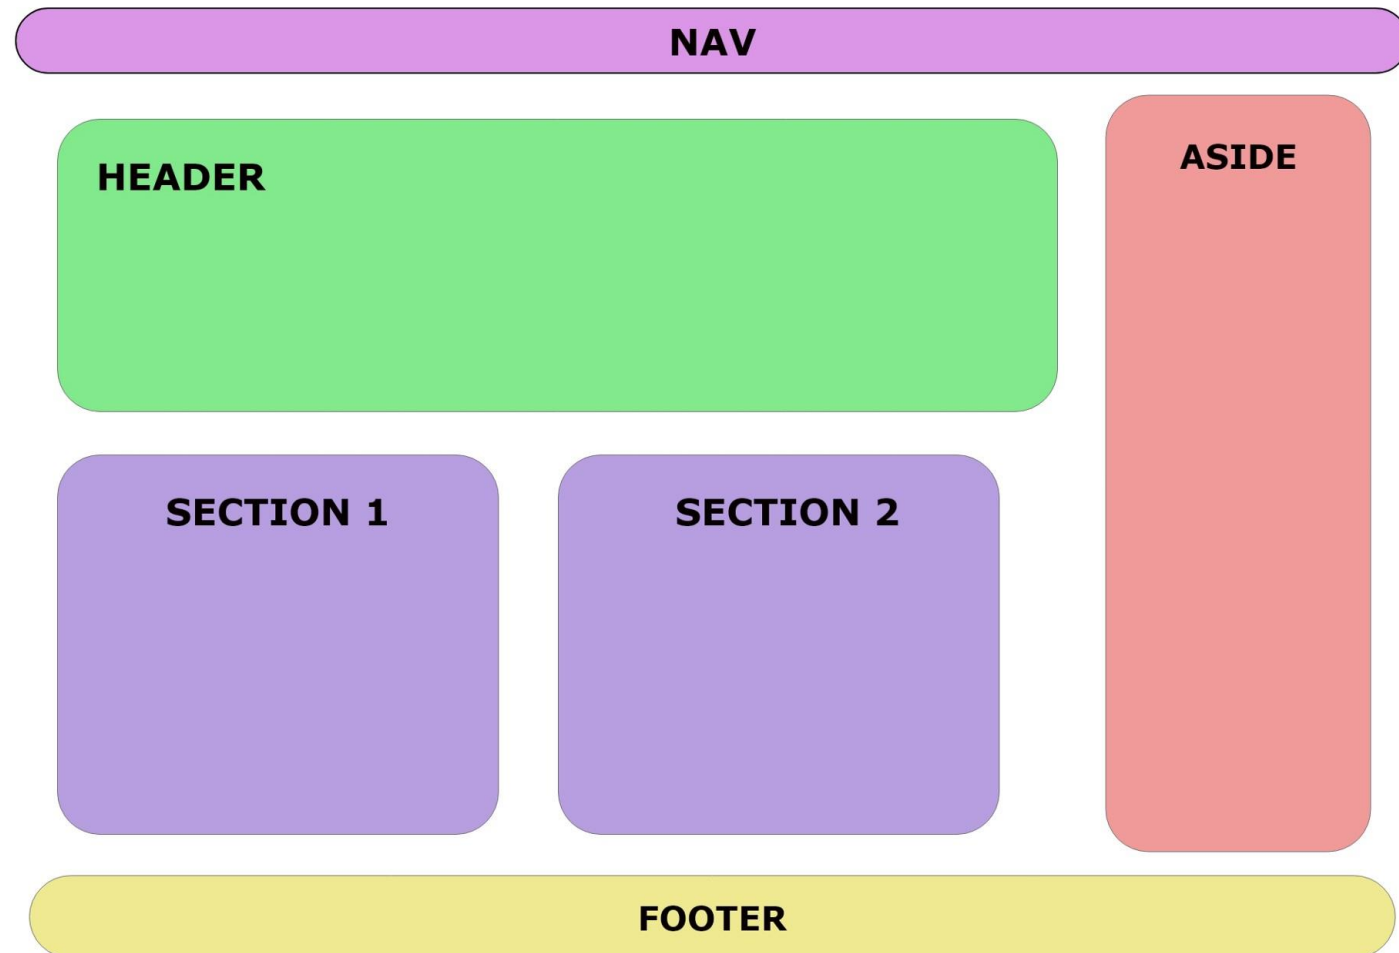 NAV
HEADER
ASIDE
SECTION 1
SECTION 2
FOOTER